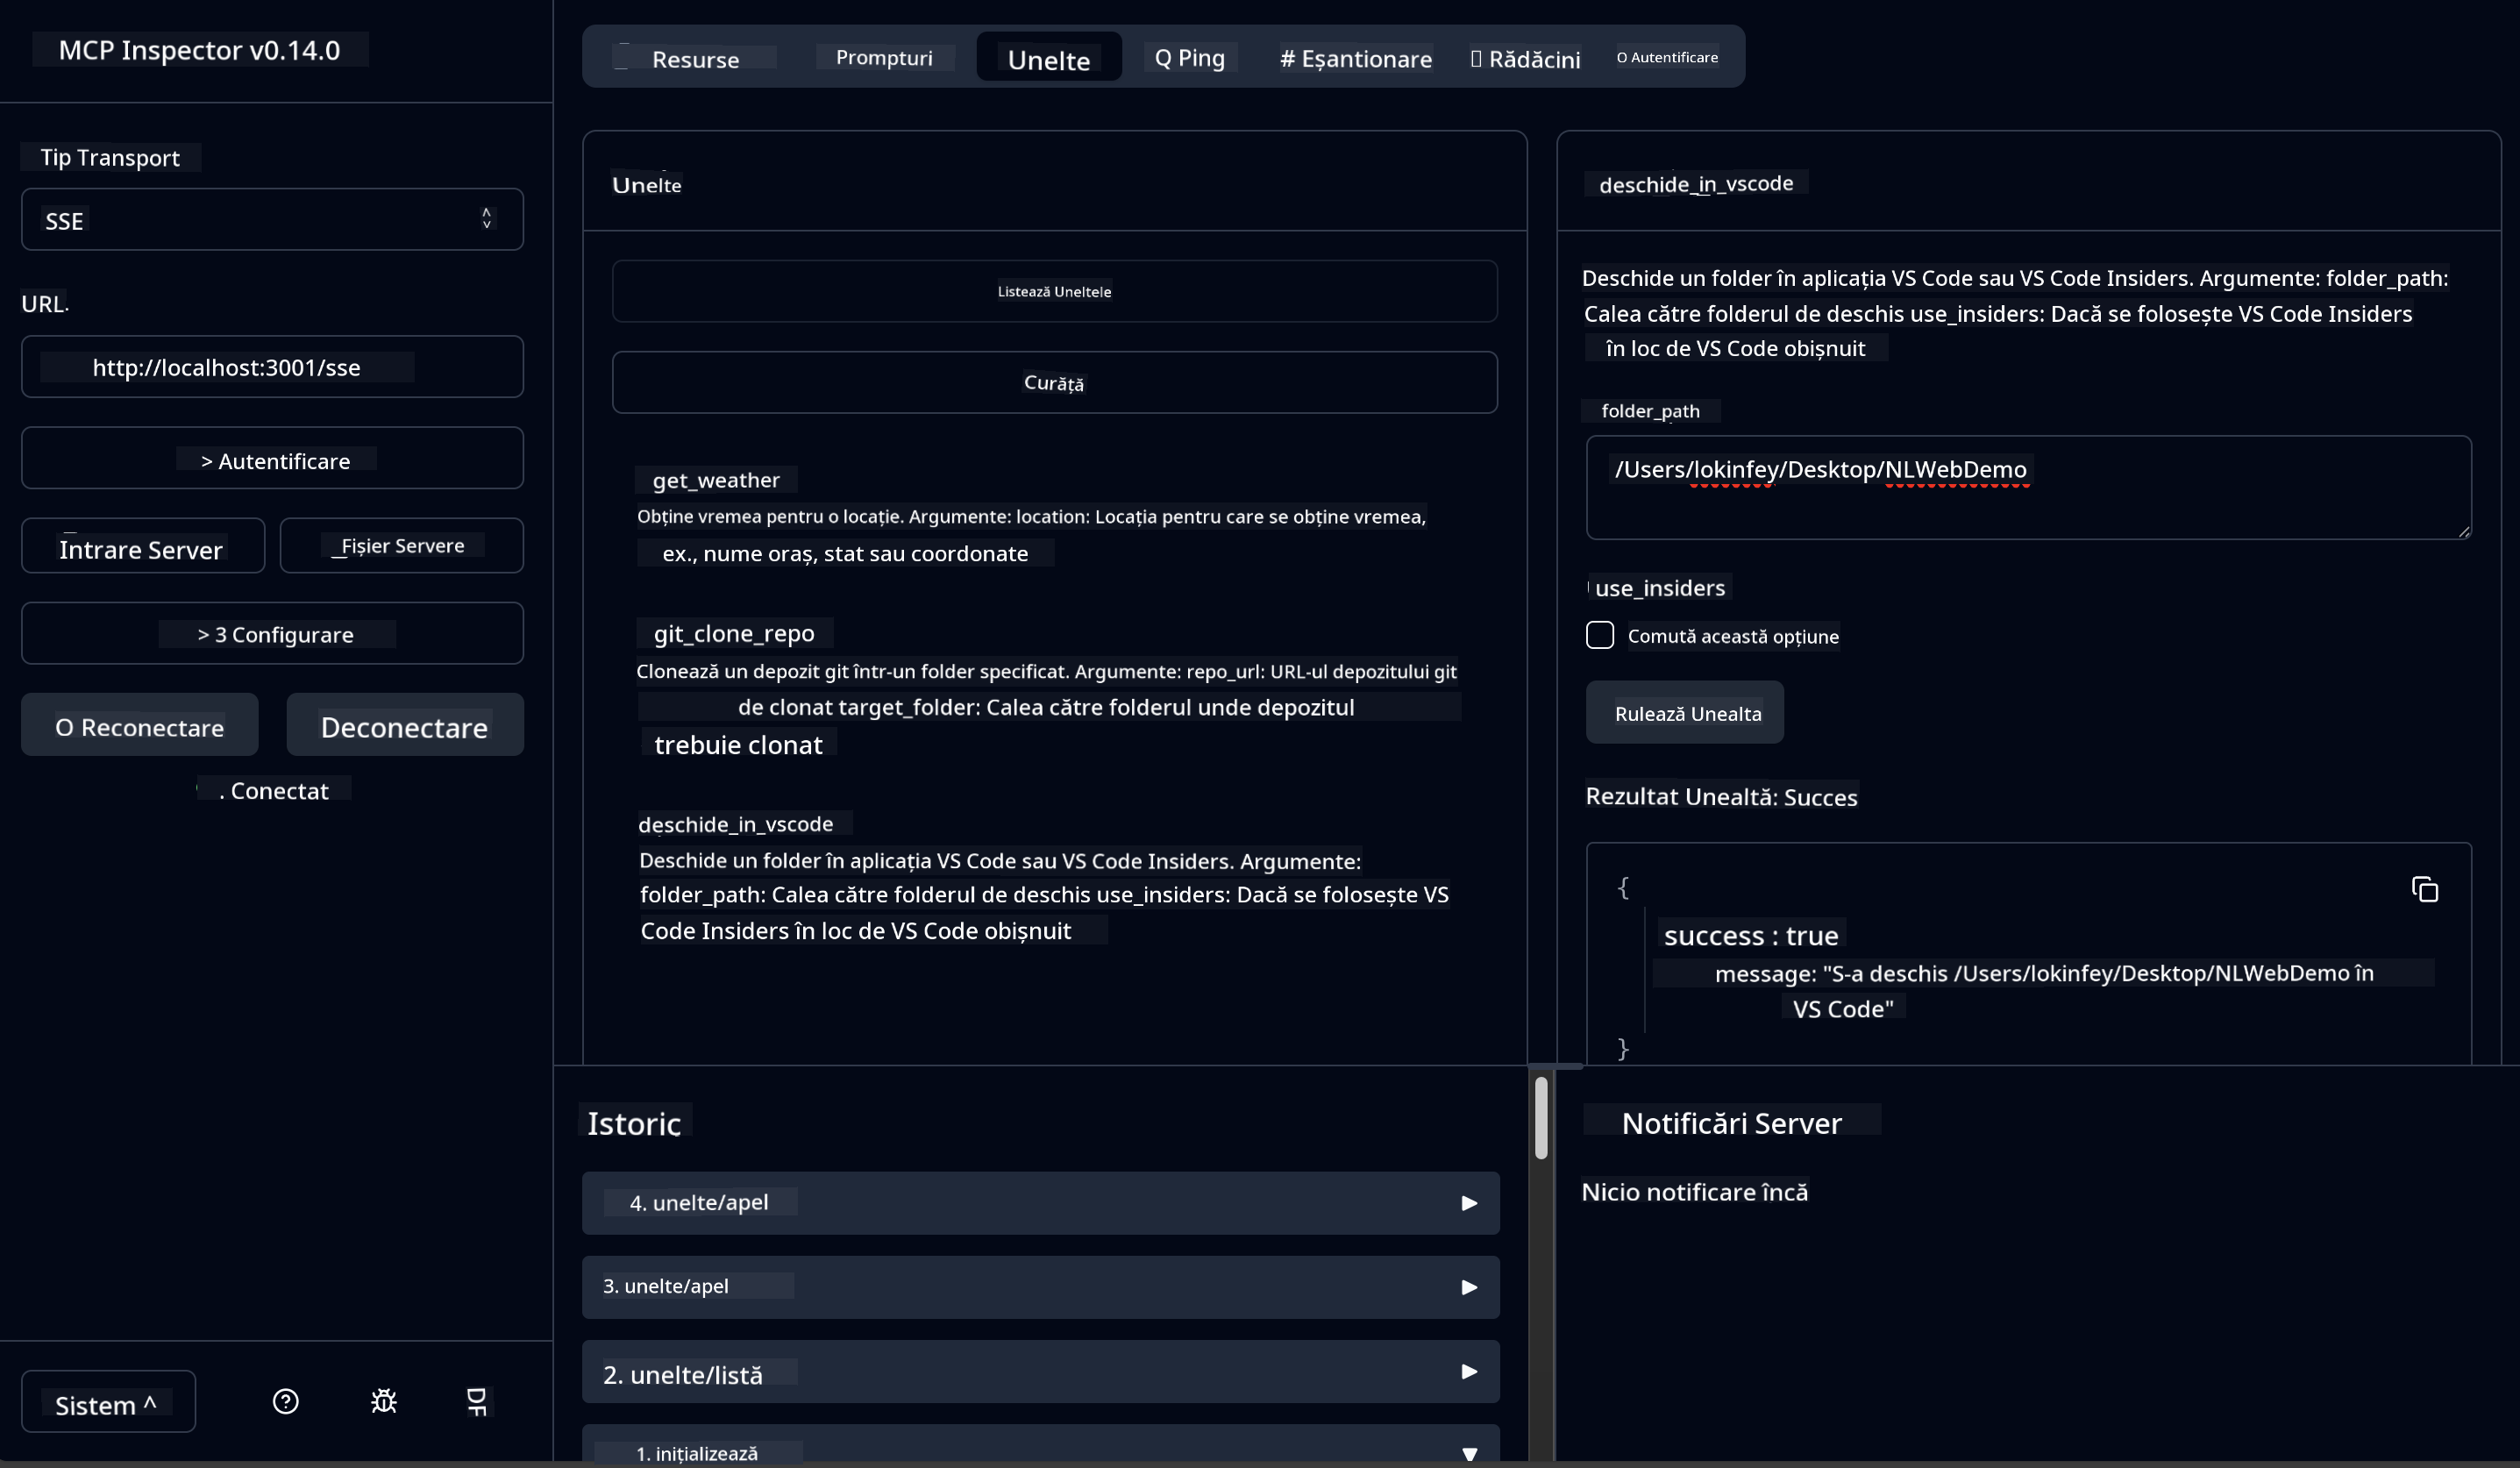 MCP Inspector v0.14.0
Tip Transport
SSE
URL
http://localhost:3001/sse
> Autentificare
Intrare Server
Fișier Servere
> 3 Configurare
O Reconectare
Deconectare
. Conectat
Sistem ^
Resurse
Prompturi
Unelte
Q Ping
# Eșantionare
Rădăcini
O Autentificare
Unelte
Listează Uneltele
Curăță
get_weather
Obține vremea pentru o locație. Argumente: location: Locația pentru care se obține vremea,
ex., nume oraș, stat sau coordonate
git_clone_repo
Clonează un depozit git într-un folder specificat. Argumente: repo_url: URL-ul depozitului git
de clonat target_folder: Calea către folderul unde depozitul
trebuie clonat
deschide_in_vscode
Deschide un folder în aplicația VS Code sau VS Code Insiders. Argumente:
folder_path: Calea către folderul de deschis use_insiders: Dacă se folosește VS
Code Insiders în loc de VS Code obișnuit
deschide_in_vscode
Deschide un folder în aplicația VS Code sau VS Code Insiders. Argumente: folder_path:
Calea către folderul de deschis use_insiders: Dacă se folosește VS Code Insiders
în loc de VS Code obișnuit
folder_path
/Users/lokinfey/Desktop/NLWebDemo
use_insiders
Comută această opțiune
Rulează Unealta
Rezultat Unealtă: Succes
{
success : true
message: "S-a deschis /Users/lokinfey/Desktop/NLWebDemo în
VS Code"
}
Istoric
4. unelte/apel
3. unelte/apel
2. unelte/listă
1. inițializează
Notificări Server
Nicio notificare încă